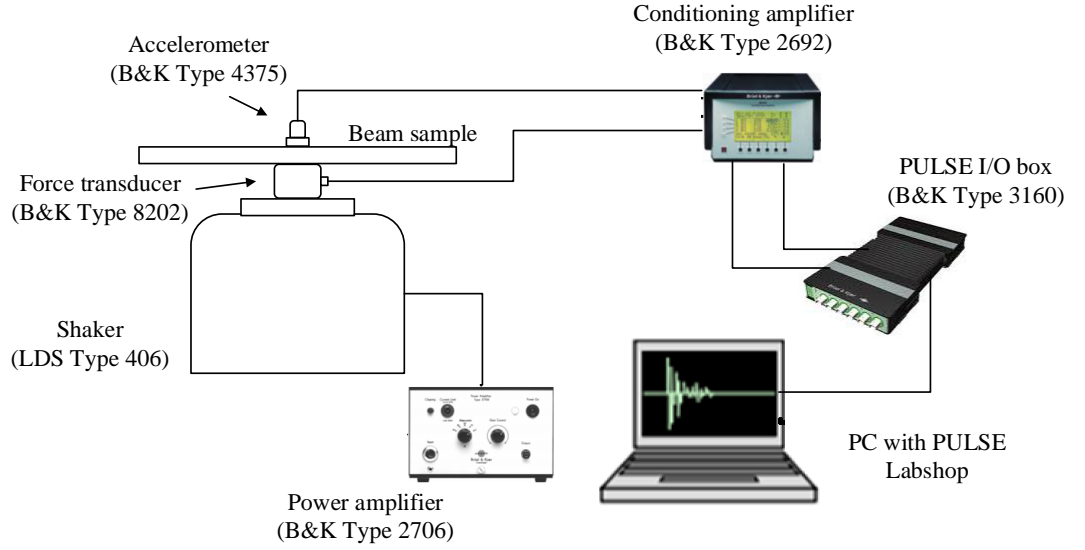 Conditioning amplifier
(B&K Type 2692)
Accelerometer
(B&K Type 4375)
Beam sample
PULSE I/O box
(B&K Type 3160)
Force transducer
(B&K Type 8202)
Shaker
(LDS Type 406)
PC with PULSE
Labshop
Power amplifier
(B&K Type 2706)